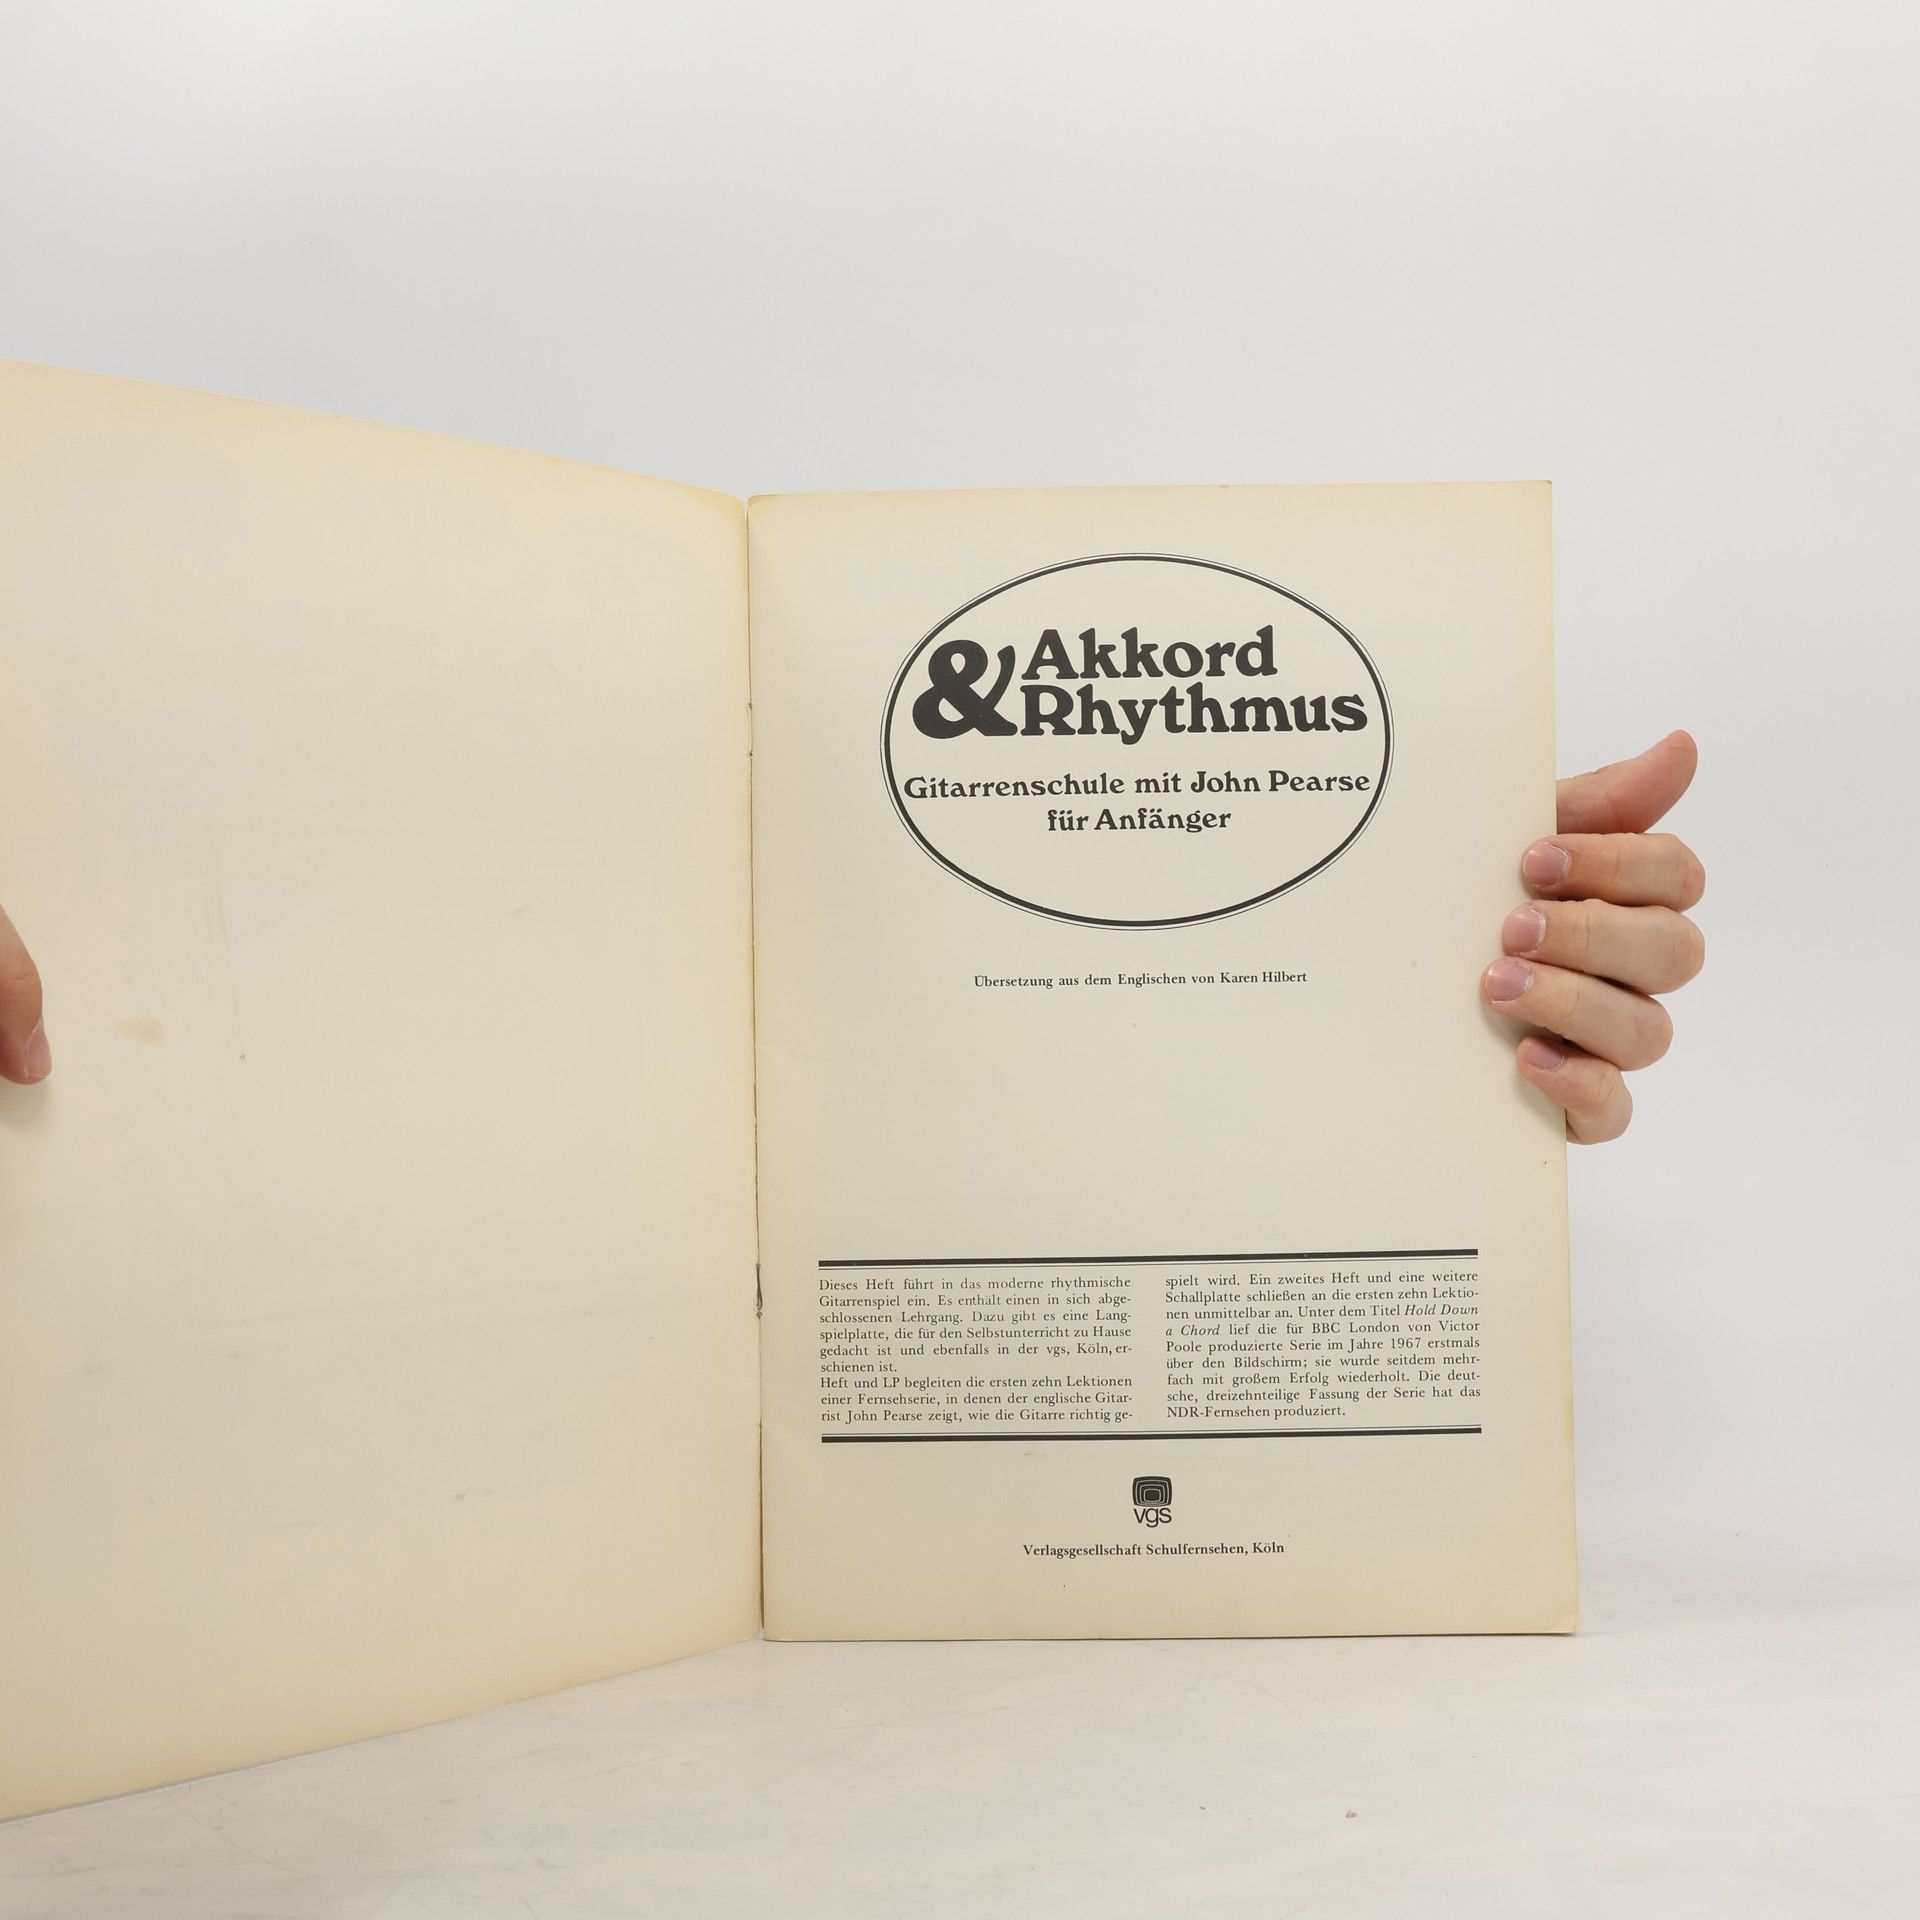 Akkord
& Rhythmus
Gitarrenschule mit John Pearse
für Anfänger
Übersetzung aus dem Englischen von Karen Hilbert
Dieses Heft führt in das moderne rhythmische
Gitarrenspiel ein. Es enthält einen in sich abge-
schlossenen Lehrgang. Dazu gibt es eine Lang-
spielplatte, die für den Selbstunterricht zu Hause
gedacht ist und ebenfalls in der vgs, Köln, er-
schienen ist.
Heft und LP begleiten die ersten zehn Lektionen
einer Fernsehserie, in denen der englische Gitar-
rist John Pearse zeigt, wie die Gitarre richtig ge-
spielt wird. Ein zweites Heft und eine weitere
Schallplatte schließen an die ersten zehn Lektio-
nen unmittelbar an. Unter dem Titel Hold Down
a Chord lief die für BBC London von Victor
Poole produzierte Serie im Jahre 1967 erstmals
über den Bildschirm; sie wurde seitdem mehr-
fach mit großem Erfolg wiederholt. Die deut-
sche, dreizehnteilige Fassung der Serie hat das
NDR-Fernsehen produziert.
vgs
Verlagsgesellschaft Schulfernsehen, Köln